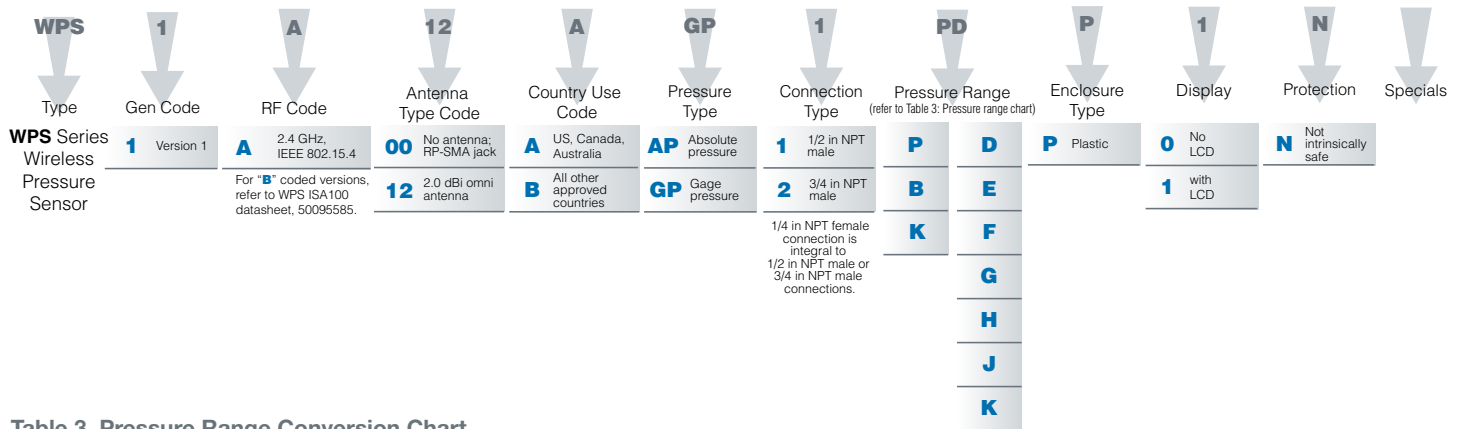 WPS 1 A 12 A GP 1 PD P 1 N
Type
Gen Code
RF Code
Antenna
Type Code
Country Use
Code
Pressure
Type
Connection
Type
Pressure Range
(refer to Table 3: Pressure range chart)
Enclosure
Type
Display
Protection
Specials
WPS Series
Wireless
Pressure
Sensor
1 Version 1
A 2.4 GHz,
IEEE 802.15.4
For "B" coded versions,
refer to WPS ISA100
datasheet, 50095585.
00 No antenna;
RP-SMA jack
12 2.0 dBi omni
antenna
A US, Canada,
Australia
B All other
approved
countries
AP Absolute
pressure
GP Gage
pressure
1 1/2 in NPT
male
2 3/4 in NPT
male
1/4 in NPT female
connection is
integral to
1/2 in NPT male or
3/4 in NPT male
connections.
P
B
K
D
E
F
G
H
J
K
P Plastic
0 No
LCD
1 with
LCD
N Not
intrinsically
safe
Table 3. Pressure Range Conversion Chart